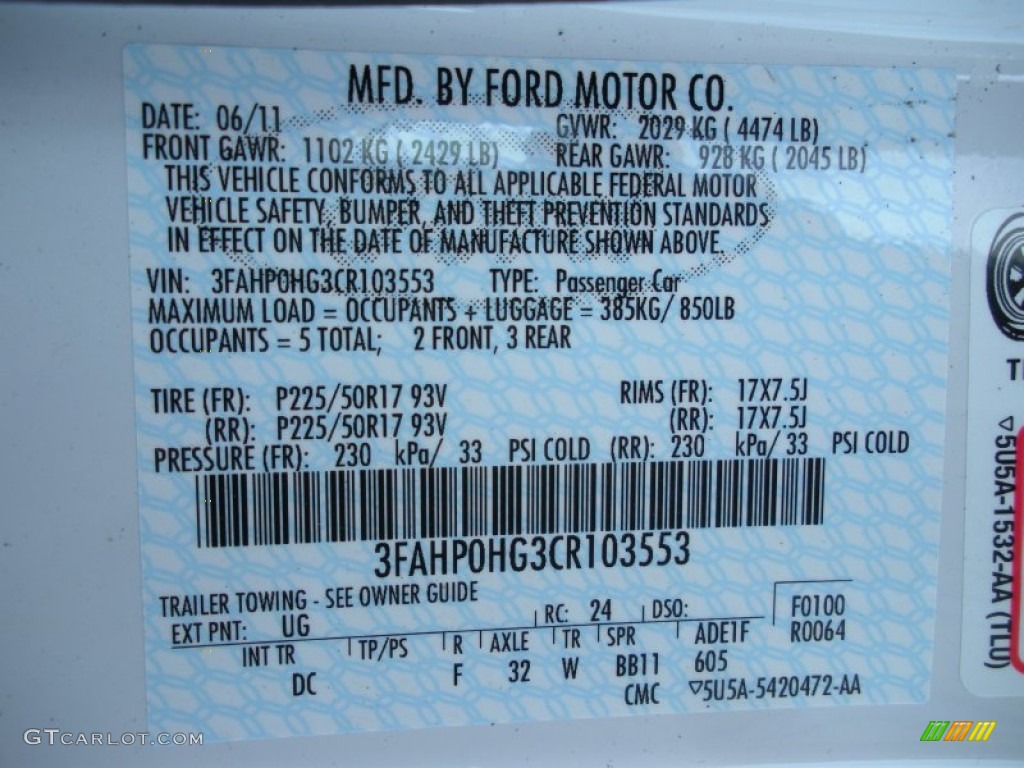 MFD. BY FORD MOTOR CO.
DATE: 06/11 GVWR: 2029 KG ( 4474 LB)
FRONT GAWR: 1102 KG ( 2429 LB) REAR GAWR: 928 KG ( 2045 LB)
THIS VEHICLE CONFORMS TO ALL APPLICABLE FEDERAL MOTOR
VEHICLE SAFETY, BUMPER, AND THEFT PREVENTION STANDARDS
IN EFFECT ON THE DATE OF MANUFACTURE SHOWN ABOVE.
VIN: 3FAHP0HG3CR103553 TYPE: Passenger Car
MAXIMUM LOAD = OCCUPANTS + LUGGAGE = 385KG/ 850LB
OCCUPANTS = 5 TOTAL; 2 FRONT, 3 REAR
TIRE (FR): P225/50R17 93V RIMS (FR): 17X7.5J
(RR): P225/50R17 93V (RR): 17X7.5J
PRESSURE (FR): 230 kPa/ 33 PSI COLD (RR): 230 kPa/ 33 PSI COLD
3FAHP0HG3CR103553
TRAILER TOWING - SEE OWNER GUIDE
EXT PNT: UG RC: 24 DSO: F0100
R0064
INT TR TP/PS R AXLE TR SPR ADE1F
DC F 32 W BB11 605
CMC ▽5U5A-5420472-AA
▽5U5A-1532-AA (TLU)
GTCARLOT.COM